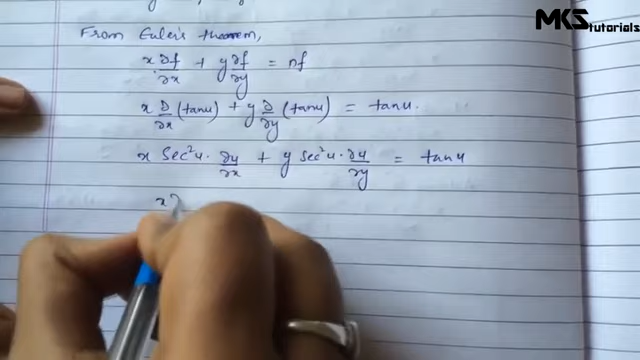 MKS tutorials
From Euler's theorem,
x ∂f/∂x + y ∂f/∂y = nf
x ∂/∂x (tanu) + y ∂/∂y (tanu) = tanu.
x sec²u · ∂u/∂x + y sec²u · ∂u/∂y = tanu
x